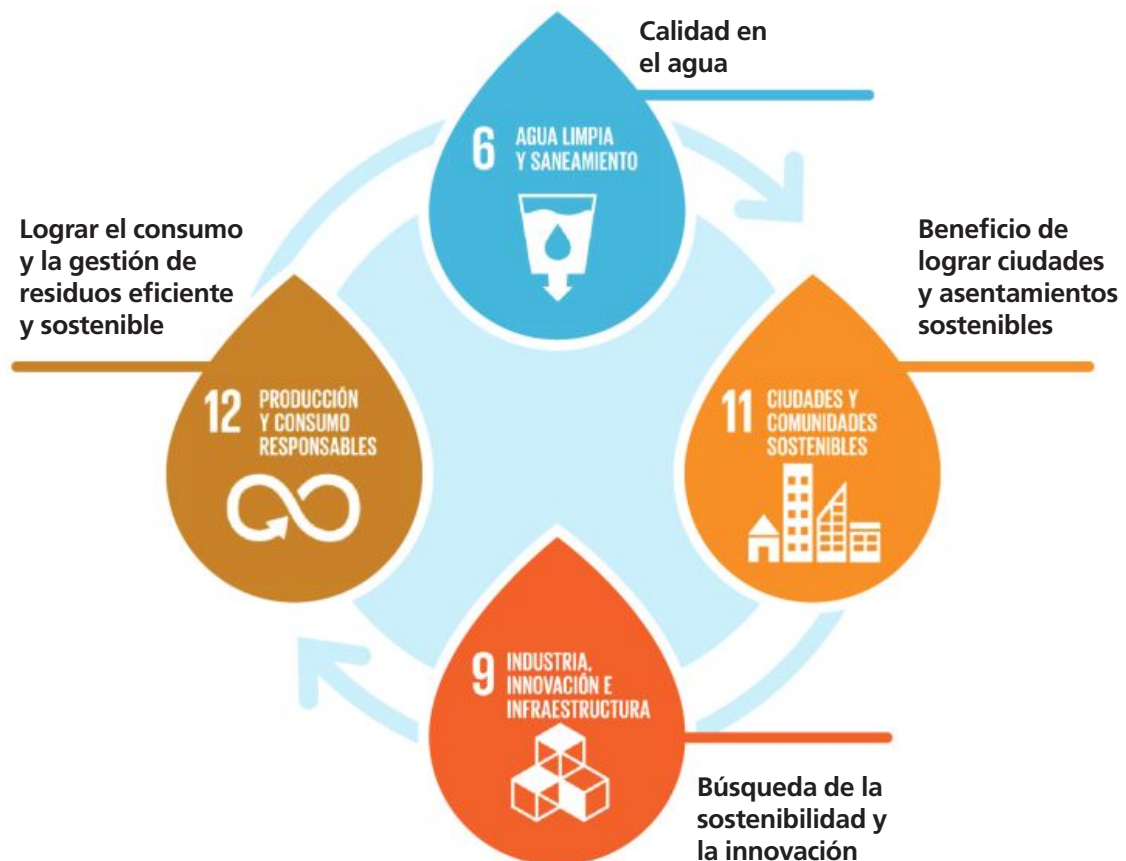 Calidad en
el agua
6 AGUA LIMPIA
Y SANEAMIENTO
Lograr el consumo
y la gestión de
residuos eficiente
y sostenible
Beneficio de
lograr ciudades
y asentamientos
sostenibles
12 PRODUCCIÓN
Y CONSUMO
RESPONSABLES
11 CIUDADES Y
COMUNIDADES
SOSTENIBLES
9 INDUSTRIA,
INNOVACIÓN E
INFRAESTRUCTURA
Búsqueda de la
sostenibilidad y
la innovación